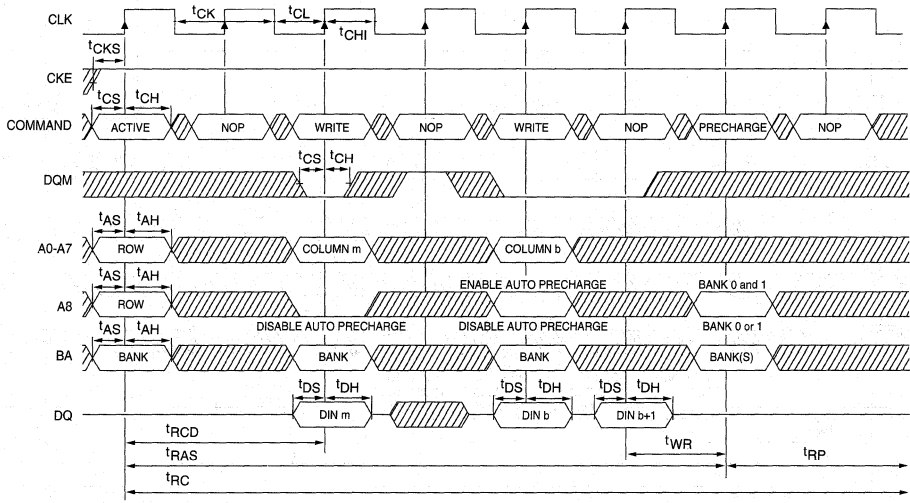 CLK tCK tCL tCHI
tCKS
CKE
tCS tCH
COMMAND ACTIVE NOP WRITE NOP WRITE NOP PRECHARGE NOP
tCS tCH
DQM
tAS tAH
A0-A7 ROW COLUMN m COLUMN b
tAS tAH ENABLE AUTO PRECHARGE BANK 0 and 1
A8 ROW
tAS tAH DISABLE AUTO PRECHARGE DISABLE AUTO PRECHARGE BANK 0 or 1
BA BANK BANK BANK BANK(S)
tDS tDH tDS tDH tDS tDH
DQ DIN m DIN b DIN b+1
tRCD tWR
tRAS tRP
tRC